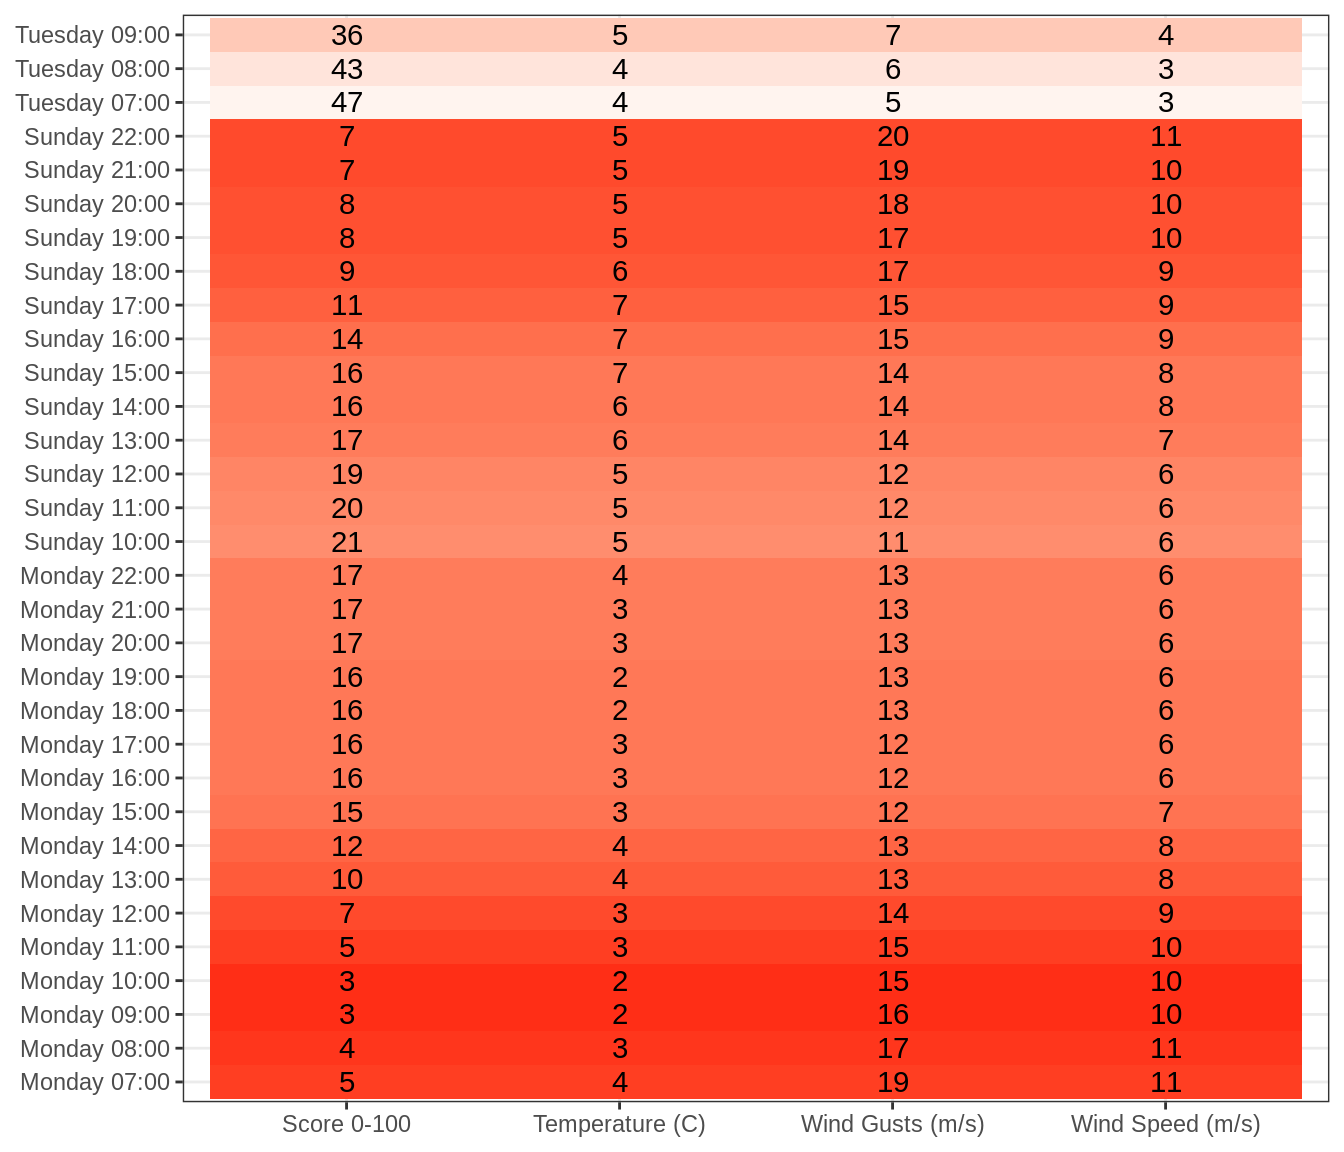 Tuesday 09:00 36 5 7 4
Tuesday 08:00 43 4 6 3
Tuesday 07:00 47 4 5 3
Sunday 22:00 7 5 20 11
Sunday 21:00 7 5 19 10
Sunday 20:00 8 5 18 10
Sunday 19:00 8 5 17 10
Sunday 18:00 9 6 17 9
Sunday 17:00 11 7 15 9
Sunday 16:00 14 7 15 9
Sunday 15:00 16 7 14 8
Sunday 14:00 16 6 14 8
Sunday 13:00 17 6 14 7
Sunday 12:00 19 5 12 6
Sunday 11:00 20 5 12 6
Sunday 10:00 21 5 11 6
Monday 22:00 17 4 13 6
Monday 21:00 17 3 13 6
Monday 20:00 17 3 13 6
Monday 19:00 16 2 13 6
Monday 18:00 16 2 13 6
Monday 17:00 16 3 12 6
Monday 16:00 16 3 12 6
Monday 15:00 15 3 12 7
Monday 14:00 12 4 13 8
Monday 13:00 10 4 13 8
Monday 12:00 7 3 14 9
Monday 11:00 5 3 15 10
Monday 10:00 3 2 15 10
Monday 09:00 3 2 16 10
Monday 08:00 4 3 17 11
Monday 07:00 5 4 19 11
Score 0-100 Temperature (C) Wind Gusts (m/s) Wind Speed (m/s)